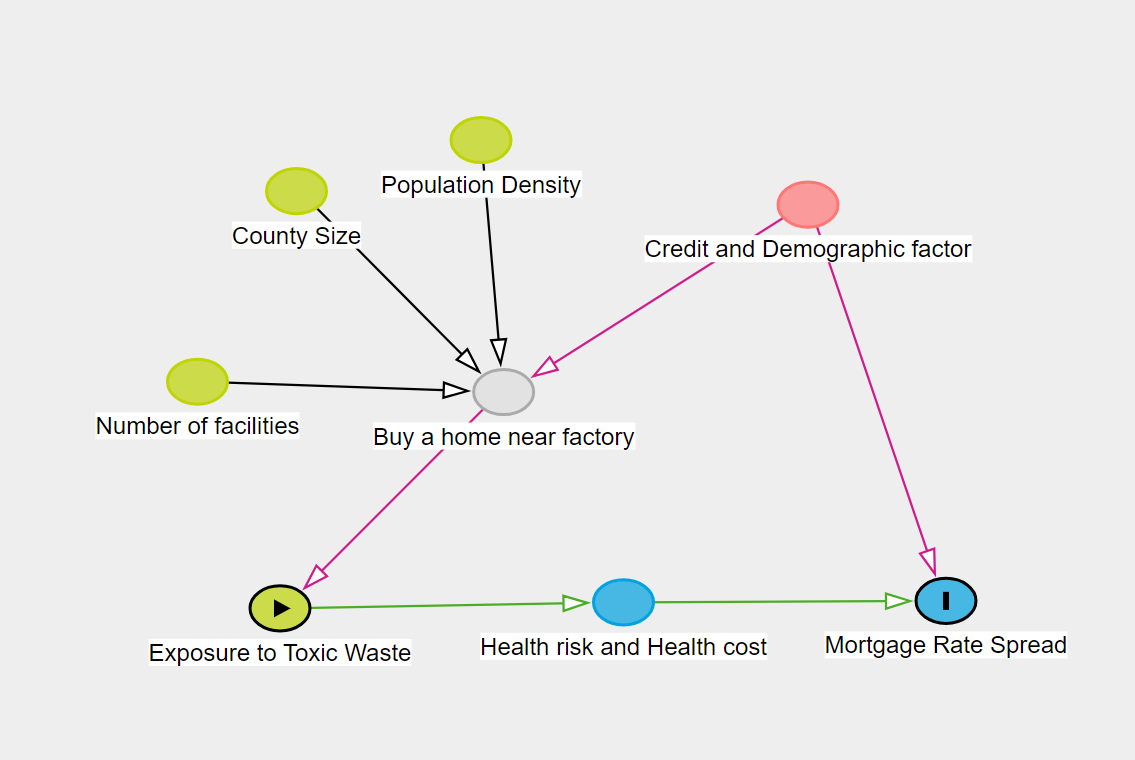 Population Density
County Size
Credit and Demographic factor
Number of facilities
Buy a home near factory
Exposure to Toxic Waste
Health risk and Health cost
Mortgage Rate Spread